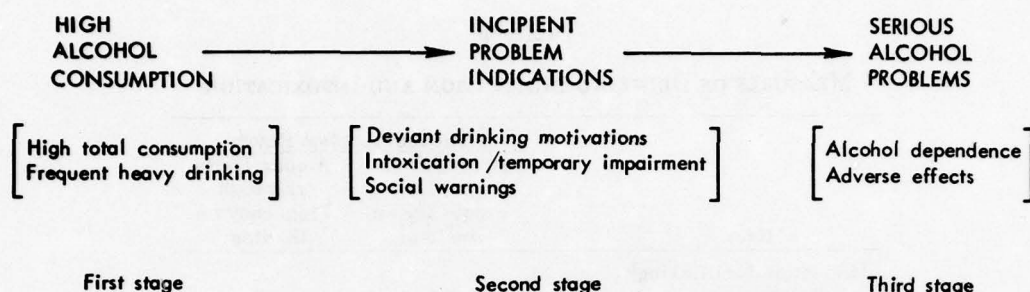 HIGH
ALCOHOL
CONSUMPTION
INCIPIENT
PROBLEM
INDICATIONS
SERIOUS
ALCOHOL
PROBLEMS
High total consumption
Frequent heavy drinking
Deviant drinking motivations
Intoxication/temporary impairment
Social warnings
Alcohol dependence
Adverse effects
First stage
Second stage
Third stage